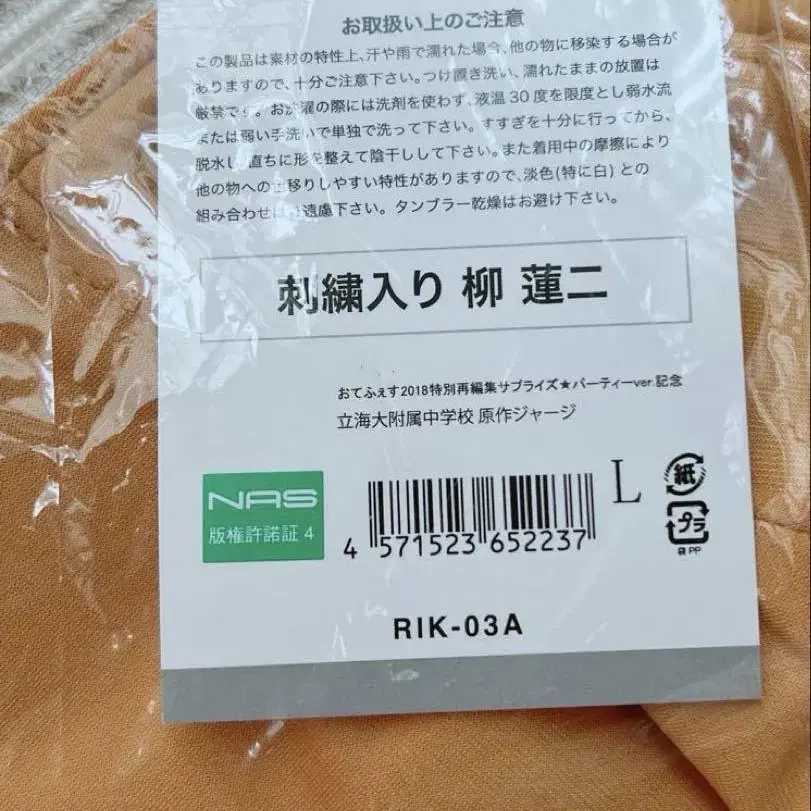 お取扱い上のご注意
この製品は素材の特性上、汗や雨で濡れた場合、他の物に移染する場合が
ありますので、十分ご注意下さい。つけ置き洗い、濡れたままの放置は
厳禁です。お洗濯の際には洗剤を使わず、液温30度を限度とし弱水流
または弱い手洗いで単独で洗って下さい。すすぎを十分に行ってから、
脱水し、直ちに形を整えて陰干しして下さい。また着用中の摩擦により
他の物への色移りしやすい特性がありますので、淡色(特に白)との
組み合わせはご遠慮下さい。タンブラー乾燥はお避け下さい。
刺繍入り 柳 蓮二
おてふぇす2018特別再編集サプライズ★パーティーver.記念
立海大附属中学校 原作ジャージ
NAS
版権許諾証4
L
紙
プラ
袋PP
4 571523 652237
RIK-03A